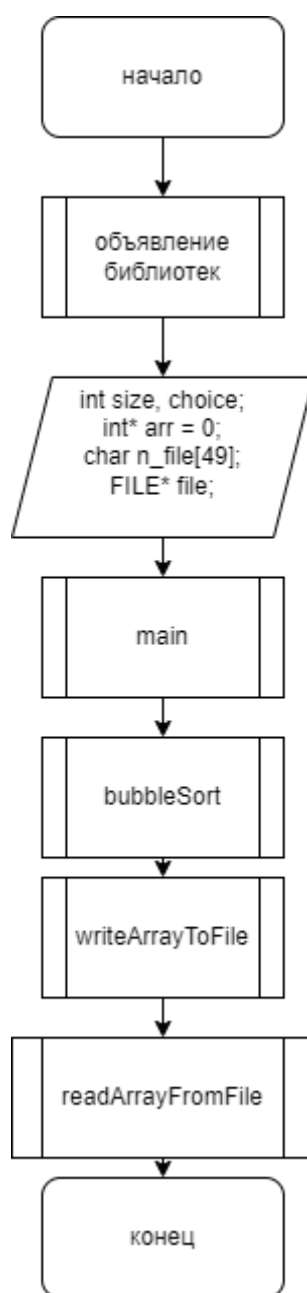 начало
объявление
библиотек
int size, choice;
int* arr = 0;
char n_file[49];
FILE* file;
main
bubbleSort
writeArrayToFile
readArrayFromFile
конец